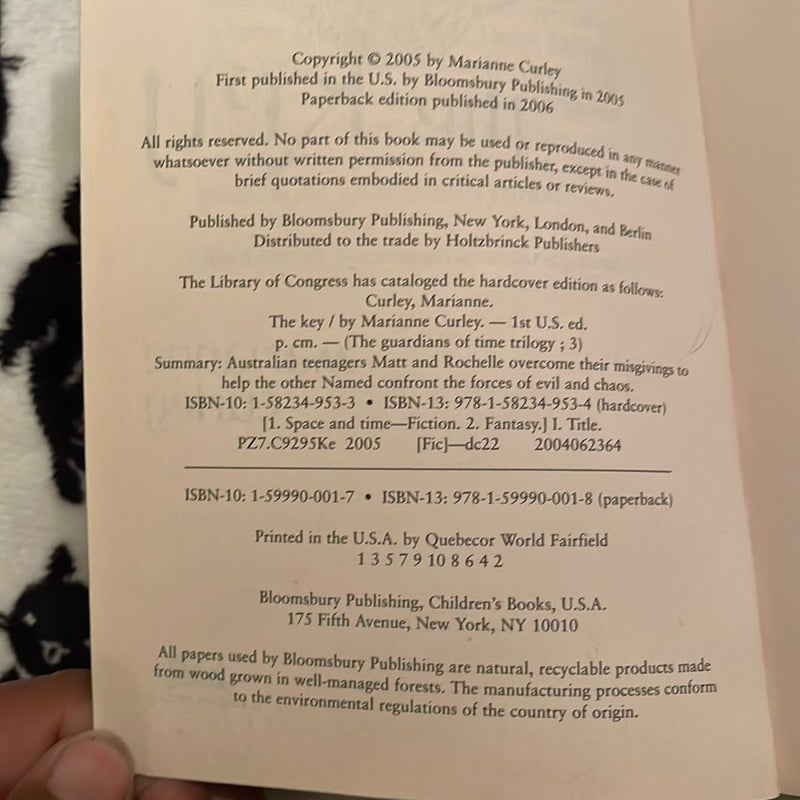 Copyright © 2005 by Marianne Curley
First published in the U.S. by Bloomsbury Publishing in 2005
Paperback edition published in 2006
All rights reserved. No part of this book may be used or reproduced in any manner
whatsoever without written permission from the publisher, except in the case of
brief quotations embodied in critical articles or reviews.
Published by Bloomsbury Publishing, New York, London, and Berlin
Distributed to the trade by Holtzbrinck Publishers
The Library of Congress has cataloged the hardcover edition as follows:
Curley, Marianne.
The key / by Marianne Curley. — 1st U.S. ed.
p. cm. — (The guardians of time trilogy ; 3)
Summary: Australian teenagers Matt and Rochelle overcome their misgivings to
help the other Named confront the forces of evil and chaos.
ISBN-10: 1-58234-953-3 • ISBN-13: 978-1-58234-953-4 (hardcover)
[1. Space and time—Fiction. 2. Fantasy.] I. Title.
PZ7.C9295Ke 2005 [Fic]—dc22 2004062364
ISBN-10: 1-59990-001-7 • ISBN-13: 978-1-59990-001-8 (paperback)
Printed in the U.S.A. by Quebecor World Fairfield
1 3 5 7 9 10 8 6 4 2
Bloomsbury Publishing, Children's Books, U.S.A.
175 Fifth Avenue, New York, NY 10010
All papers used by Bloomsbury Publishing are natural, recyclable products made
from wood grown in well-managed forests. The manufacturing processes conform
to the environmental regulations of the country of origin.